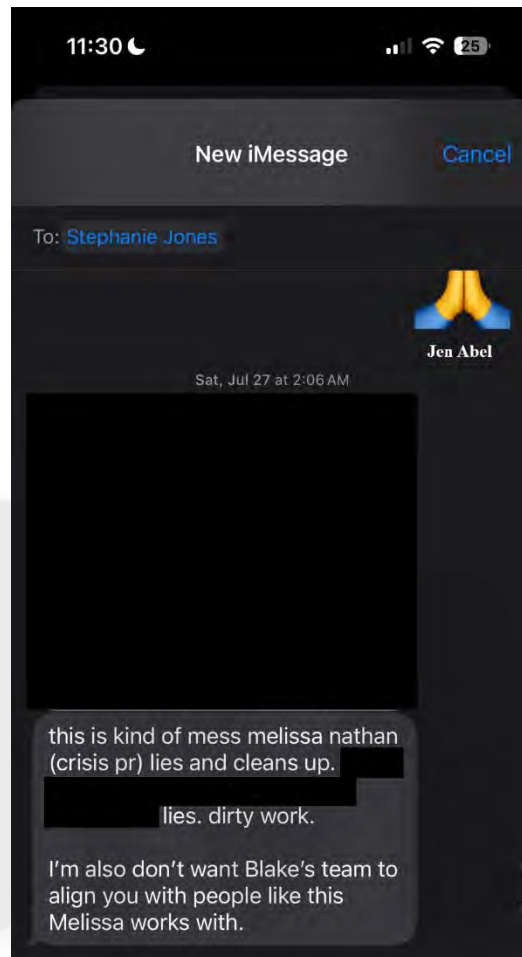 11:30
25
New iMessage
Cancel
To: Stephanie Jones
Jen Abel
Sat, Jul 27 at 2:06 AM
this is kind of mess melissa nathan
(crisis pr) lies and cleans up.
lies. dirty work.
I'm also don't want Blake's team to
align you with people like this
Melissa works with.